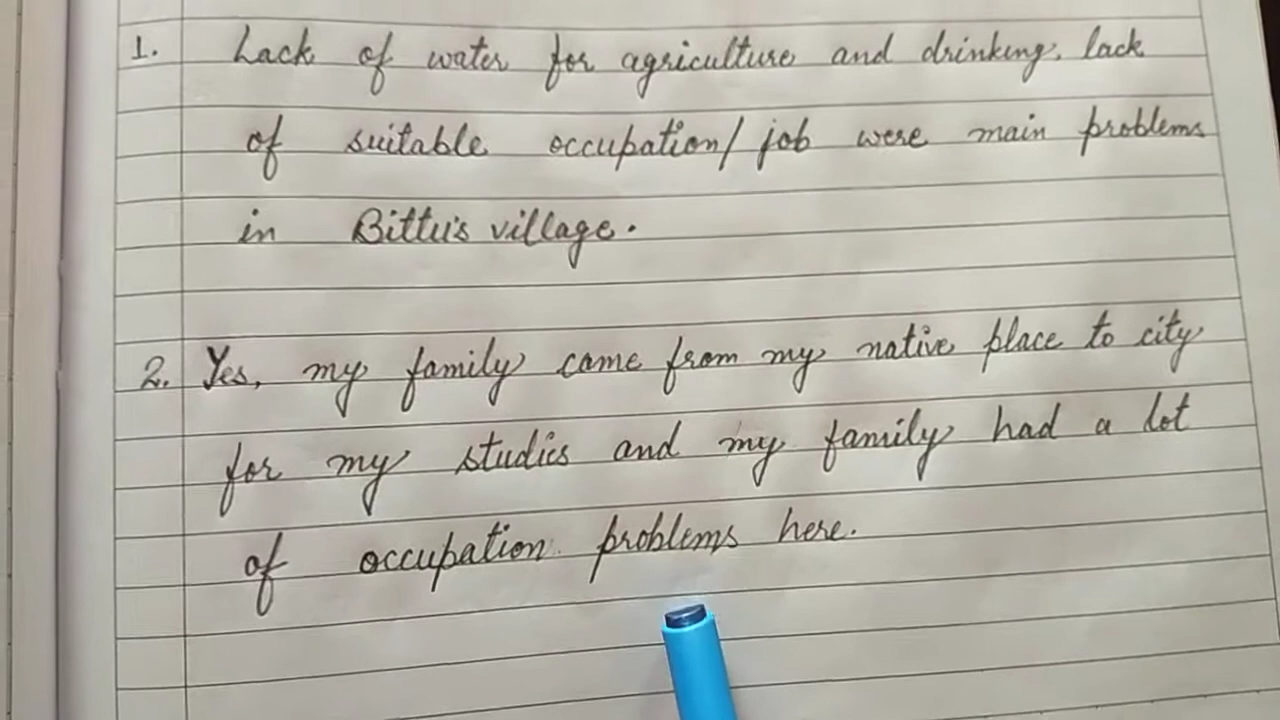 1. Lack of water for agriculture and drinking, lack
of suitable occupation/job were main problems
in Bittu's village.
2. Yes, my family came from my native place to city
for my studies and my family had a lot
of occupation problems here.